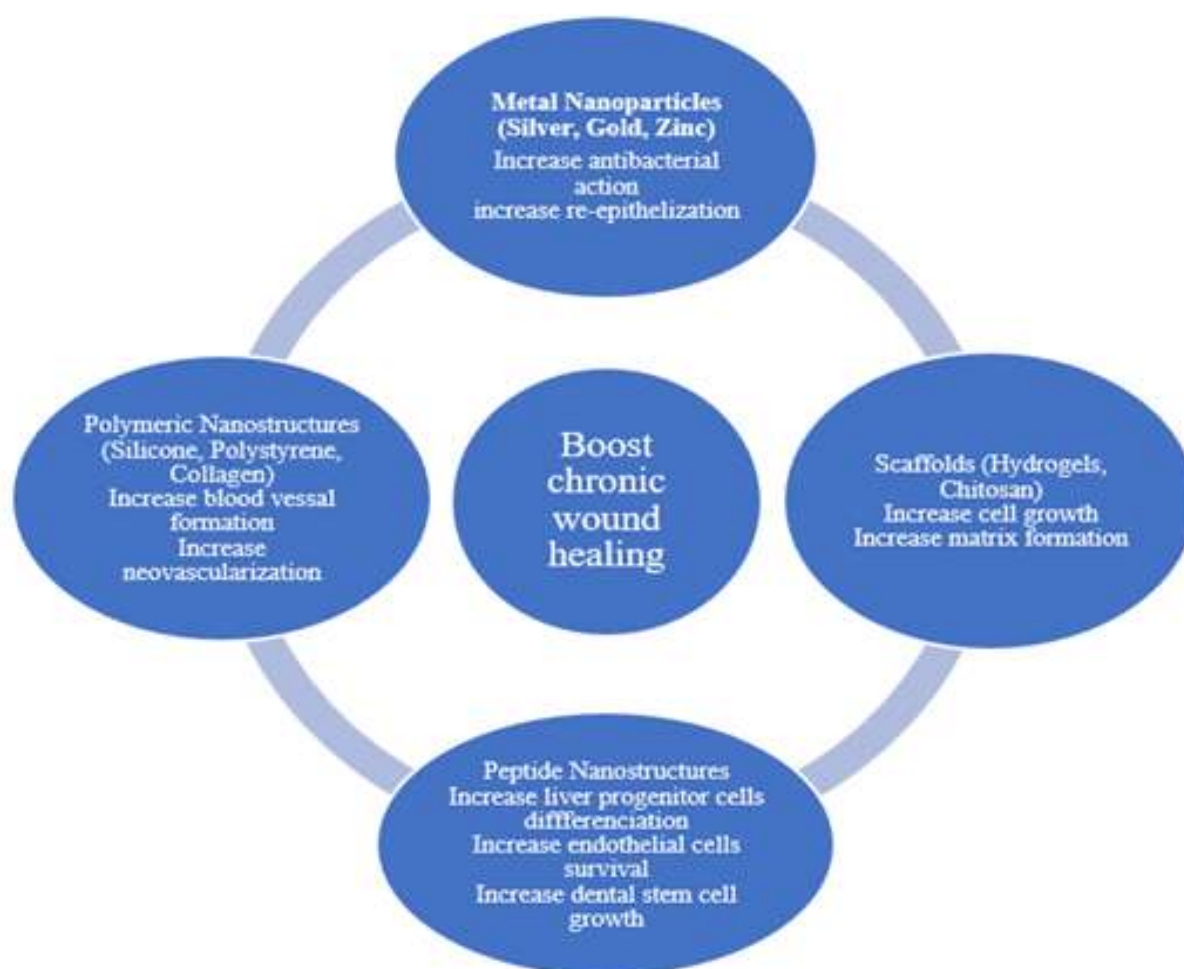 Metal Nanoparticles
(Silver, Gold, Zinc)
Increase antibacterial
action
increase re-epithelization
Polymeric Nanostructures
(Silicone, Polystyrene,
Collagen)
Increase blood vessal
formation
Increase
neovascularization
Boost
chronic
wound
healing
Scaffolds (Hydrogels,
Chitosan)
Increase cell growth
Increase matrix formation
Peptide Nanostructures
Increase liver progenitor cells
diffferenciation
Increase endothelial cells
survival
Increase dental stem cell
growth